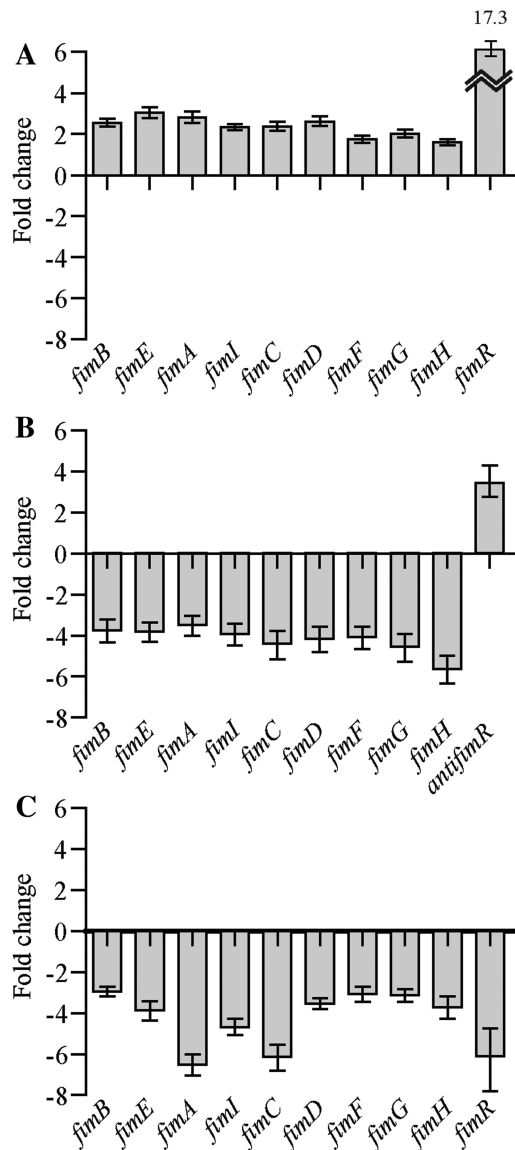 17.3
A
6
4
2
0
-2
-4
-6
-8
Fold change
fimB fimE fimA fimI fimC fimD fimF fimG fimH fimR
B
6
4
2
0
-2
-4
-6
-8
Fold change
fimB fimE fimA fimI fimC fimD fimF fimG fimH antifimR
C
6
4
2
0
-2
-4
-6
-8
Fold change
fimB fimE fimA fimI fimC fimD fimF fimG fimH fimR